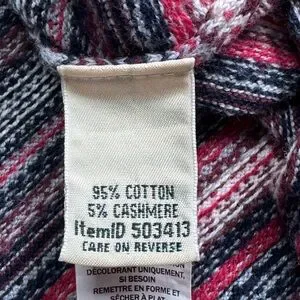 95% COTTON
5% CASHMERE
ItemID 503413
CARE ON REVERSE
DÉCOLORANT UNIQUEMENT,
SI BESOIN
REMETTRE EN FORME ET
SÉCHER À PLAT